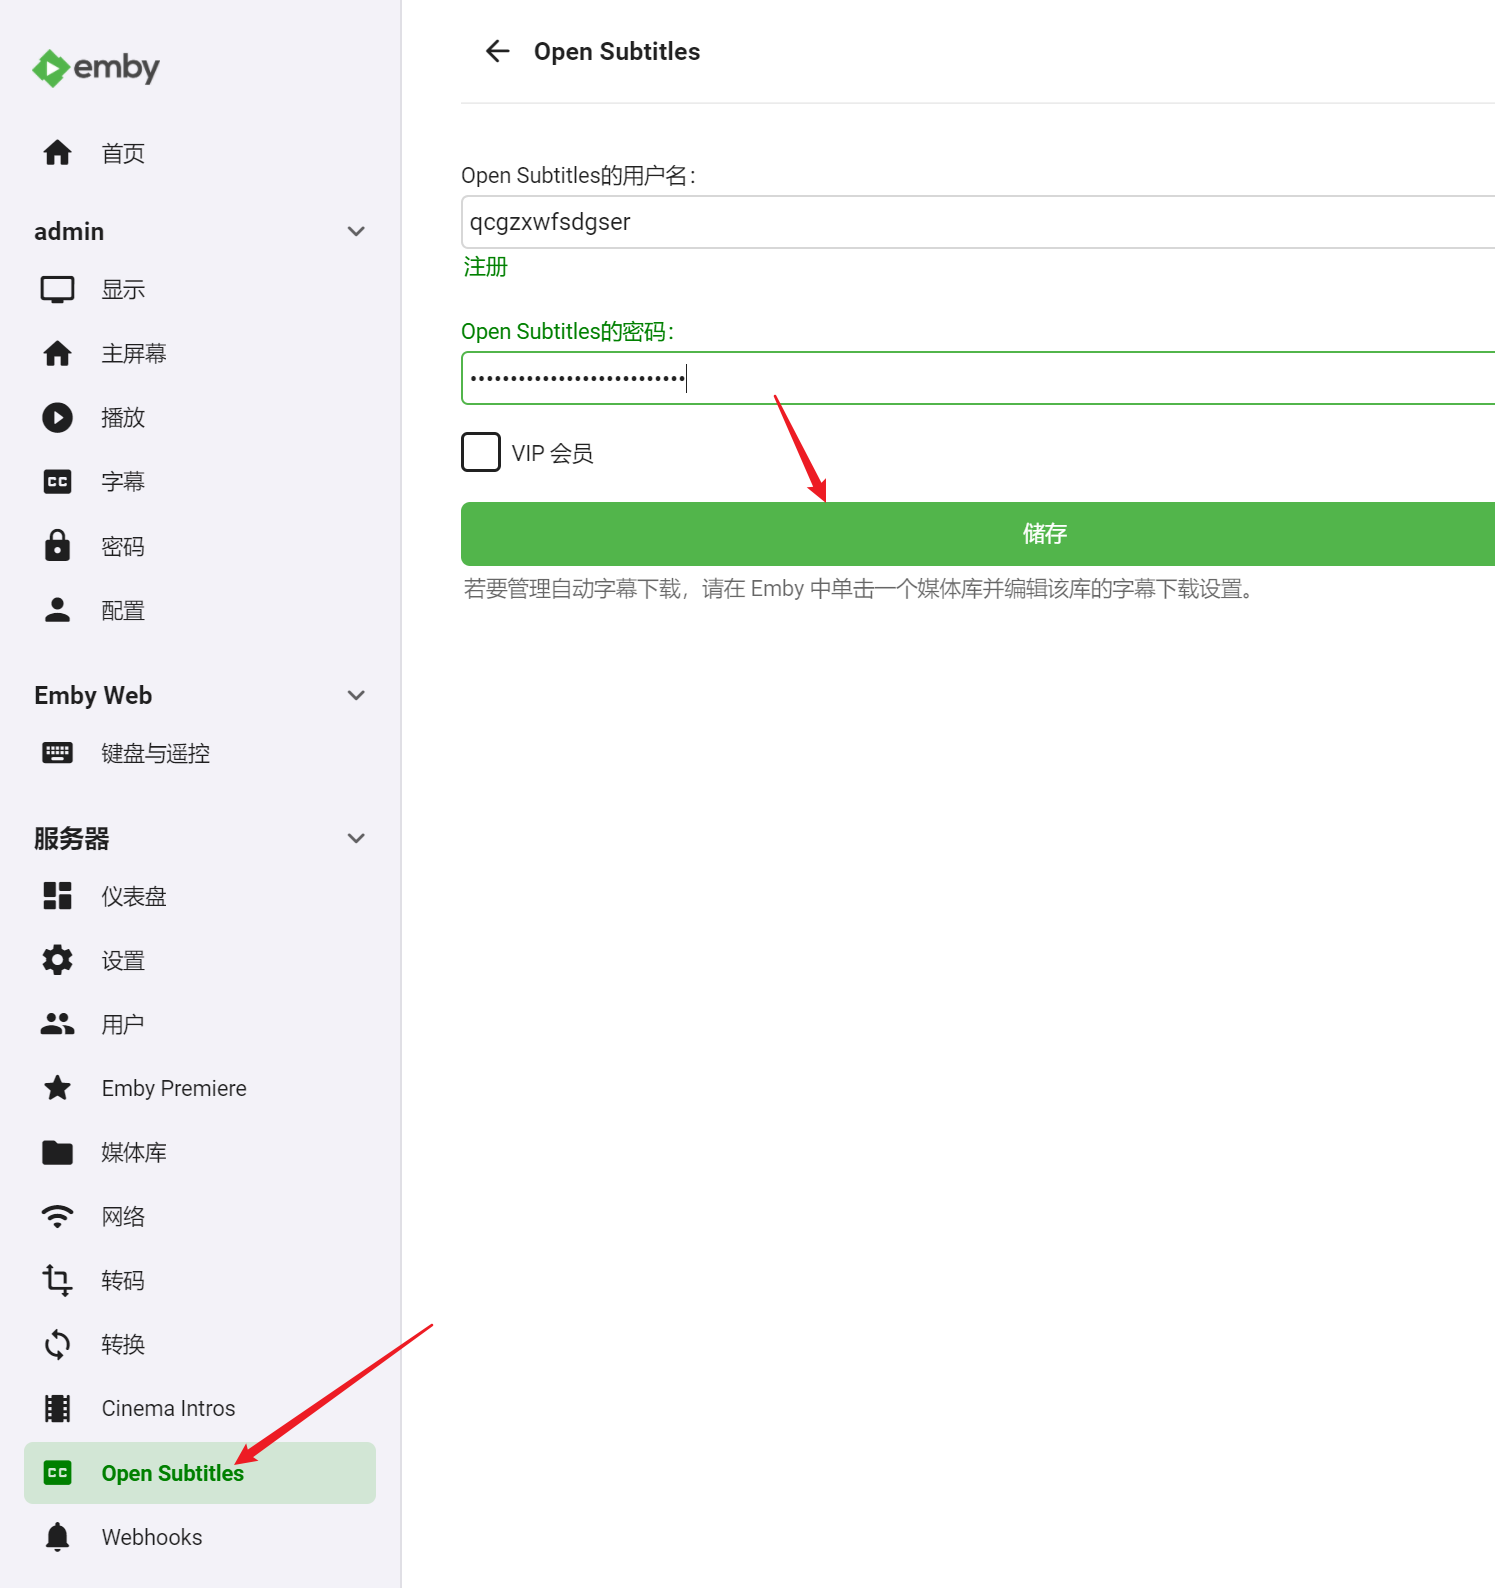 emby
首页
admin
显示
主屏幕
播放
字幕
密码
配置
Emby Web
键盘与遥控
服务器
仪表盘
设置
用户
Emby Premiere
媒体库
网络
转码
转换
Cinema Intros
Open Subtitles
Webhooks
Open Subtitles
Open Subtitles的用户名：
qcgzxwfsdgser
注册
Open Subtitles的密码：
•••••••••••••••••••••••••••
VIP 会员
储存
若要管理自动字幕下载，请在 Emby 中单击一个媒体库并编辑该库的字幕下载设置。